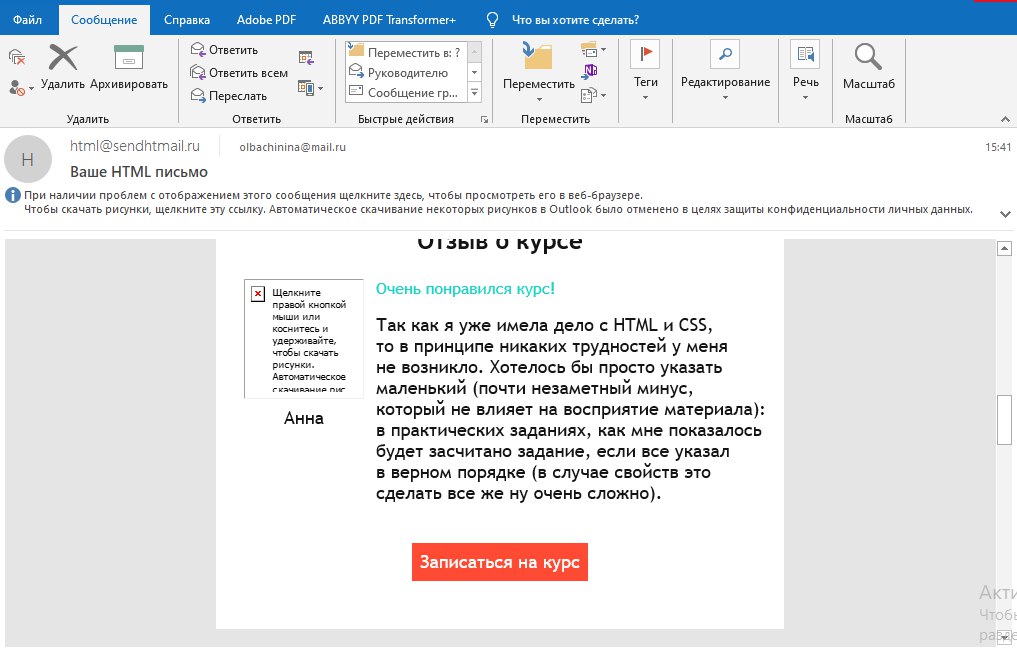 Файл Сообщение Справка Adobe PDF ABBYY PDF Transformer+ Что вы хотите сделать?
Удалить Архивировать
Удалить
Ответить
Ответить всем
Переслать
Ответить
Переместить в: ?
Руководителю
Сообщение гр...
Быстрые действия
Переместить
Переместить
Теги
Редактирование
Речь
Масштаб
Масштаб
H
html@sendhtmail.ru olbachinina@mail.ru 15:41
Ваше HTML письмо
При наличии проблем с отображением этого сообщения щелкните здесь, чтобы просмотреть его в веб-браузере.
Чтобы скачать рисунки, щелкните эту ссылку. Автоматическое скачивание некоторых рисунков в Outlook было отменено в целях защиты конфиденциальности личных данных.
Отзыв о курсе
Щелкните
правой кнопкой
мыши или
коснитесь и
удерживайте,
чтобы скачать
рисунки.
Автоматическое
скачивание рис
Анна
Очень понравился курс!
Так как я уже имела дело с HTML и CSS,
то в принципе никаких трудностей у меня
не возникло. Хотелось бы просто указать
маленький (почти незаметный минус,
который не влияет на восприятие материала):
в практических заданиях, как мне показалось
будет засчитано задание, если все указал
в верном порядке (в случае свойств это
сделать все же ну очень сложно).
Записаться на курс
Акти
Чтобы